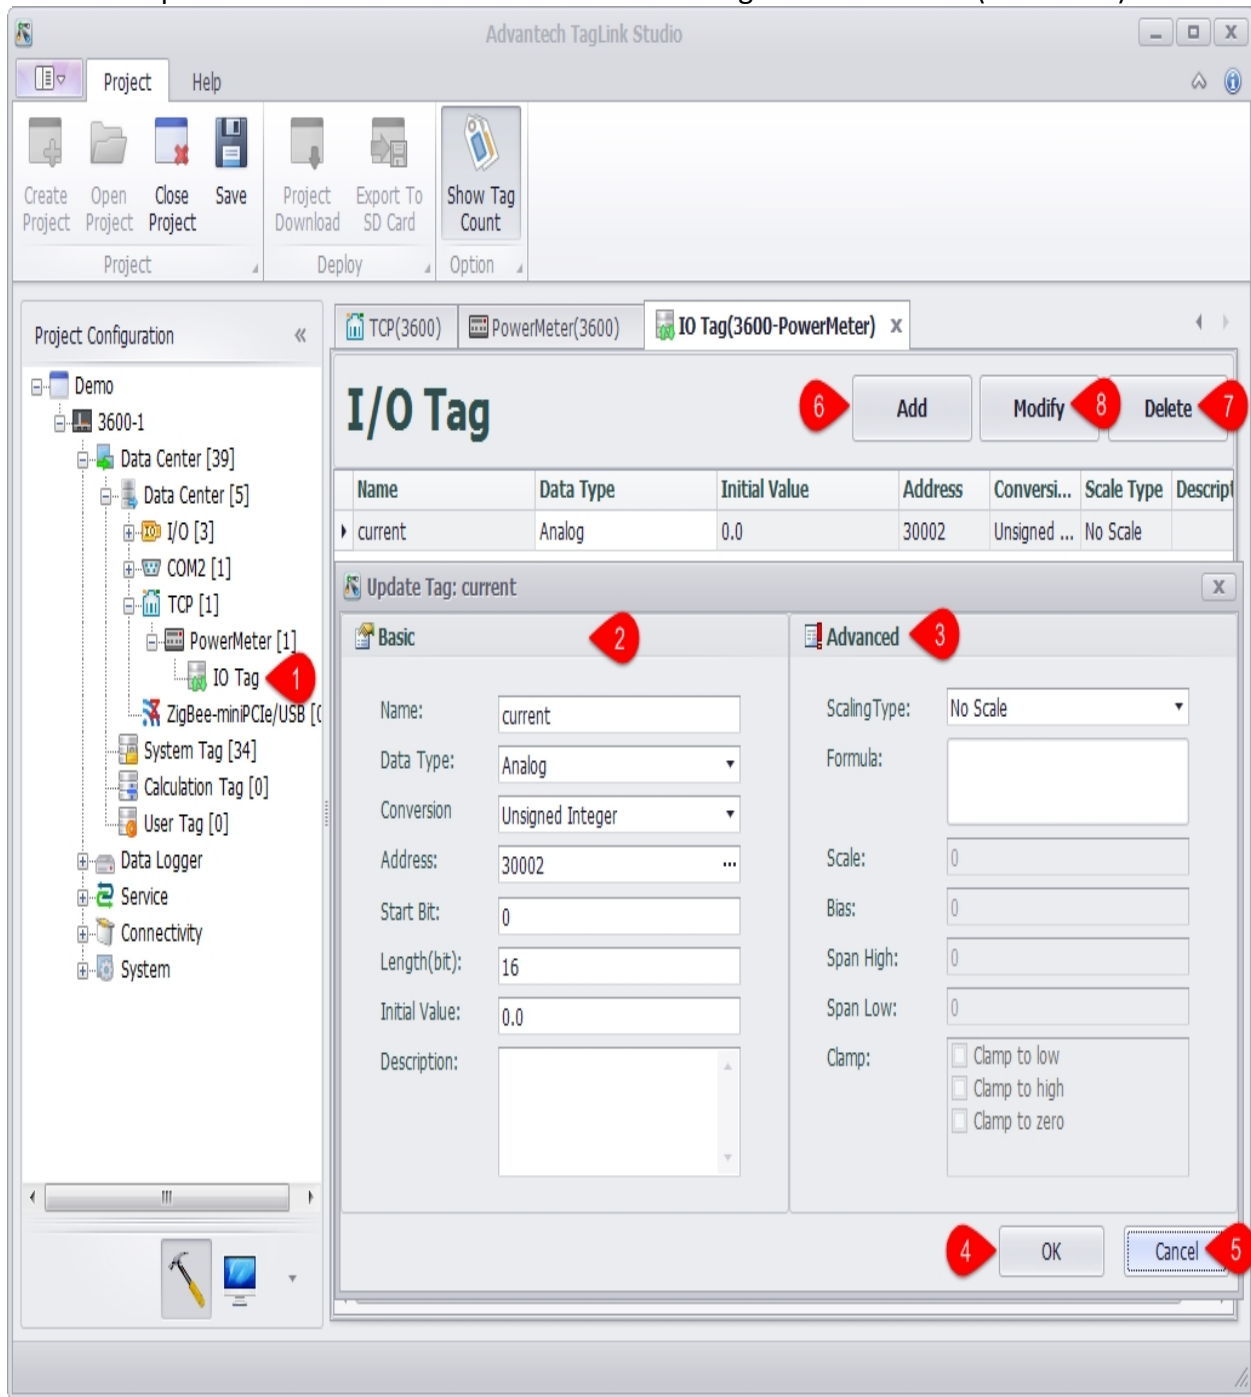 Advantech TagLink Studio
Project Help
Create Project
Open Project
Close Project
Save
Project Download
Export To SD Card
Show Tag Count
Project Deploy Option
Project Configuration «
Demo
3600-1
Data Center [39]
Data Center [5]
I/O [3]
COM2 [1]
TCP [1]
PowerMeter [1]
IO Tag 1
ZigBee-miniPCIe/USB [0
System Tag [34]
Calculation Tag [0]
User Tag [0]
Data Logger
Service
Connectivity
System
TCP(3600) PowerMeter(3600) IO Tag(3600-PowerMeter) x
I/O Tag
6 Add Modify 8 Delete 7
Name Data Type Initial Value Address Conversi... Scale Type Descript
current Analog 0.0 30002 Unsigned ... No Scale
Update Tag: current x
Basic 2
Name: current
Data Type: Analog
Conversion Unsigned Integer
Address: 30002 ...
Start Bit: 0
Length(bit): 16
Initial Value: 0.0
Description:
Advanced 3
ScalingType: No Scale
Formula:
Scale: 0
Bias: 0
Span High: 0
Span Low: 0
Clamp: Clamp to low
Clamp to high
Clamp to zero
4 OK Cancel 5